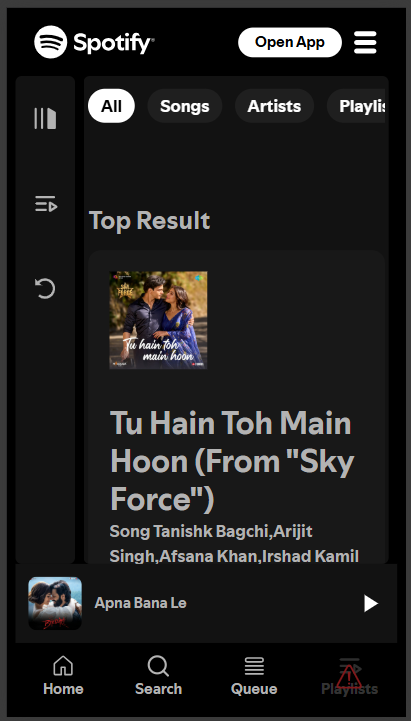 Spotify
Open App
All
Songs
Artists
Playlis
Top Result
SKY
FORCE
Tu hain toh
main hoon
Tu Hain Toh Main
Hoon (From "Sky
Force")
Song Tanishk Bagchi,Arijit
Singh,Afsana Khan,Irshad Kamil
Apna Bana Le
Home
Search
Queue
Playlists